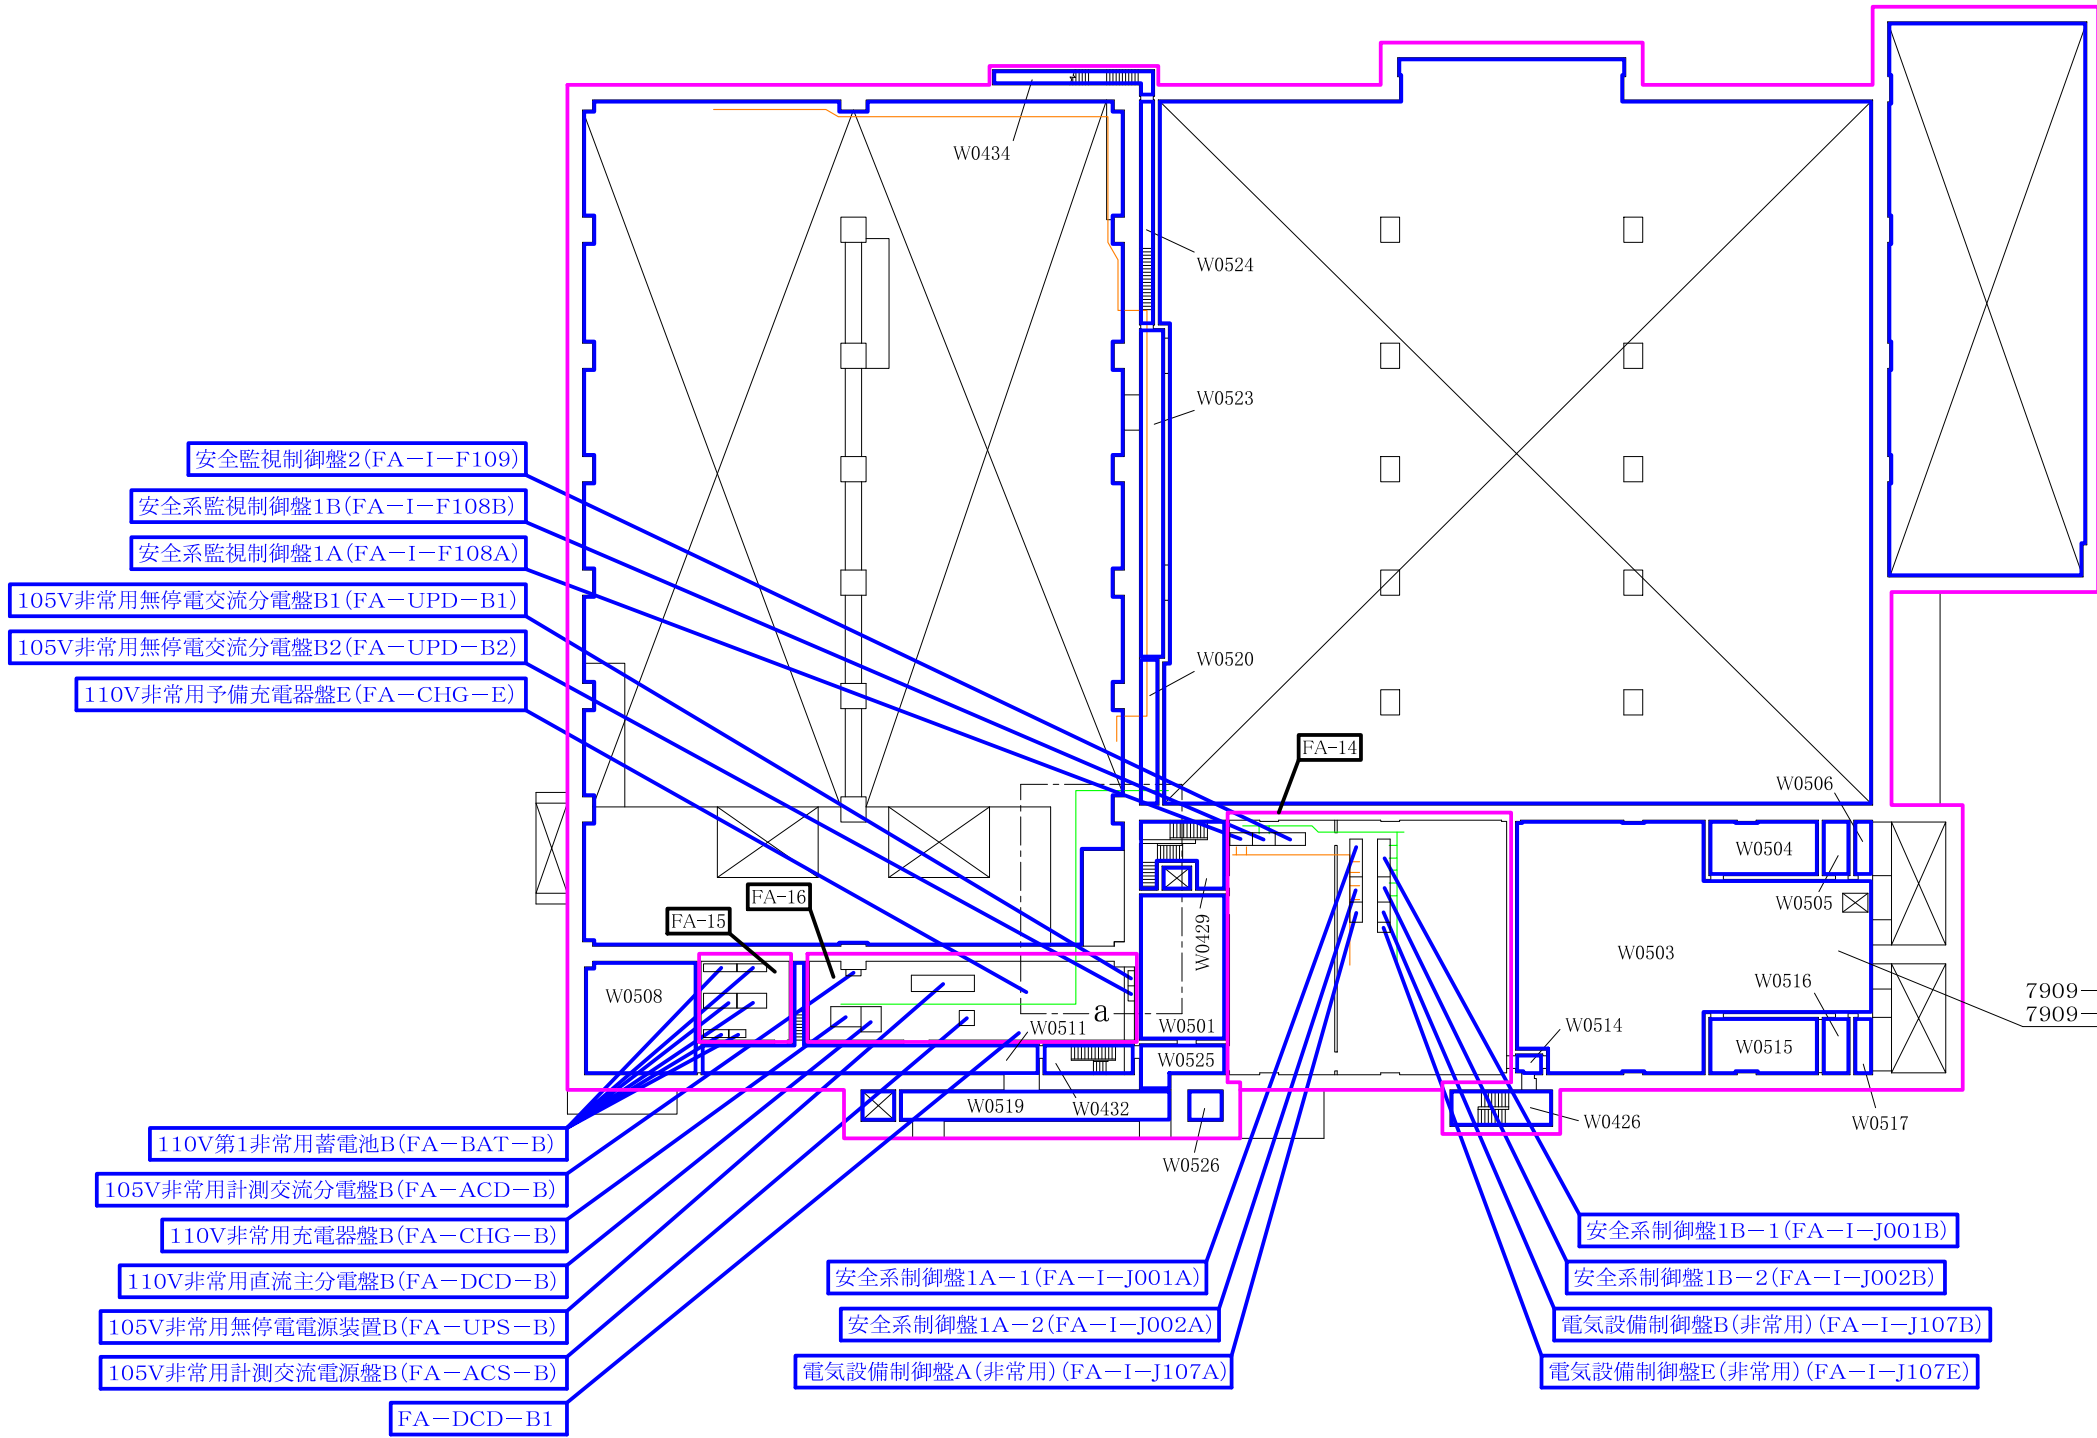 W0434
W0524
W0523
安全監視制御盤2(FA-I-F109)
安全系監視制御盤1B(FA-I-F108B)
安全系監視制御盤1A(FA-I-F108A)
105V非常用無停電交流分電盤B1(FA-UPD-B1)
105V非常用無停電交流分電盤B2(FA-UPD-B2)
110V非常用予備充電器盤E(FA-CHG-E)
W0520
FA-14
W0506
W0504
FA-16
W0505
FA-15
W0429
W0503
W0508
W0516
7909-
7909-
a
W0501
W0511
W0514
W0525
W0515
W0519
W0432
W0426
W0517
W0526
110V第1非常用蓄電池B(FA-BAT-B)
105V非常用計測交流分電盤B(FA-ACD-B)
110V非常用充電器盤B(FA-CHG-B)
110V非常用直流主分電盤B(FA-DCD-B)
105V非常用無停電電源装置B(FA-UPS-B)
105V非常用計測交流電源盤B(FA-ACS-B)
FA-DCD-B1
安全系制御盤1A-1(FA-I-J001A)
安全系制御盤1A-2(FA-I-J002A)
電気設備制御盤A(非常用)(FA-I-J107A)
安全系制御盤1B-1(FA-I-J001B)
安全系制御盤1B-2(FA-I-J002B)
電気設備制御盤B(非常用)(FA-I-J107B)
電気設備制御盤E(非常用)(FA-I-J107E)